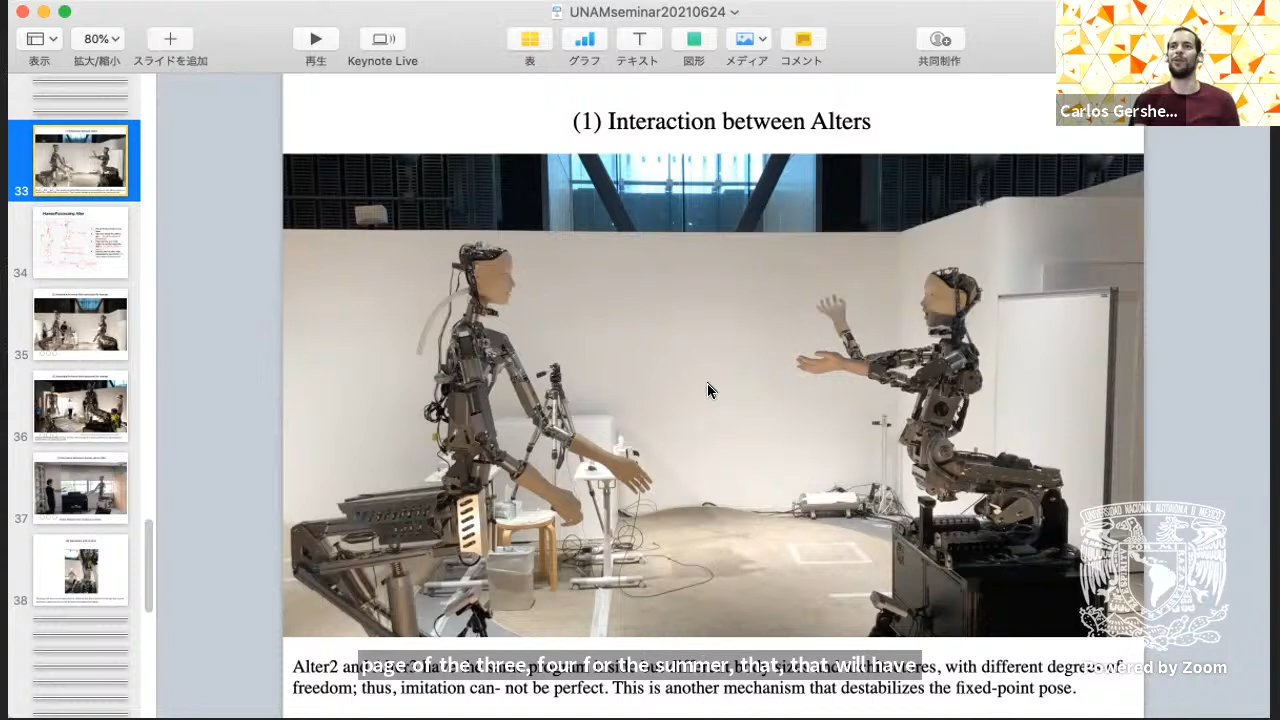 UNAMseminar20210624
80%
表示
拡大/縮小
スライドを追加
再生
Keynote Live
表
グラフ
テキスト
図形
メディア
コメント
共同制作
Carlos Gershe...
(1) Interaction between Alters
33
34
35
36
37
38
page of the three, four for the summer, that, that will have
Alter2 and with different degrees of
freedom; thus, imitation can- not be perfect. This is another mechanism that destabilizes the fixed-point pose.
Powered by Zoom